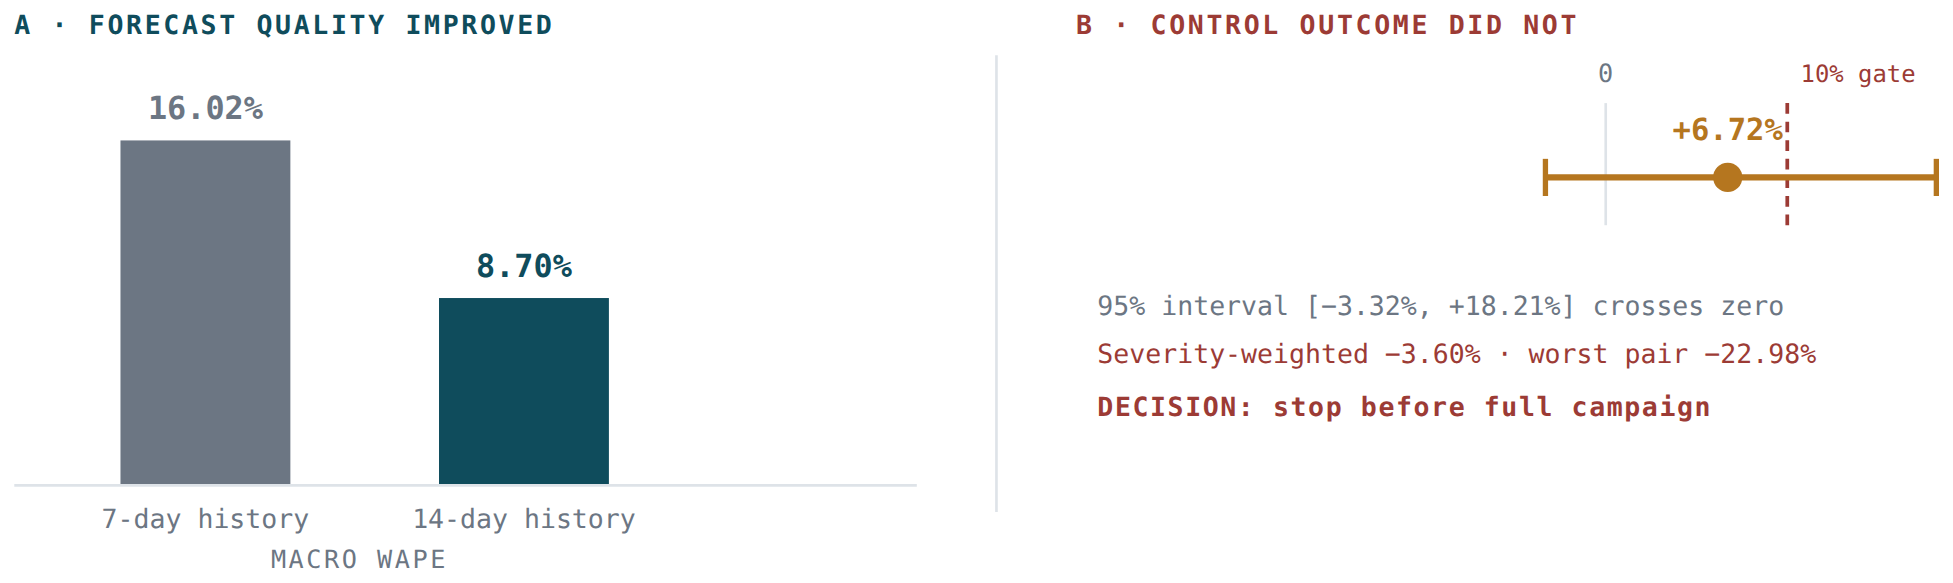 A · FORECAST QUALITY IMPROVED
16.02%
8.70%
7-day history
14-day history
MACRO WAPE
B · CONTROL OUTCOME DID NOT
0
10% gate
+6.72%
95% interval [−3.32%, +18.21%] crosses zero
Severity-weighted −3.60% · worst pair −22.98%
DECISION: stop before full campaign